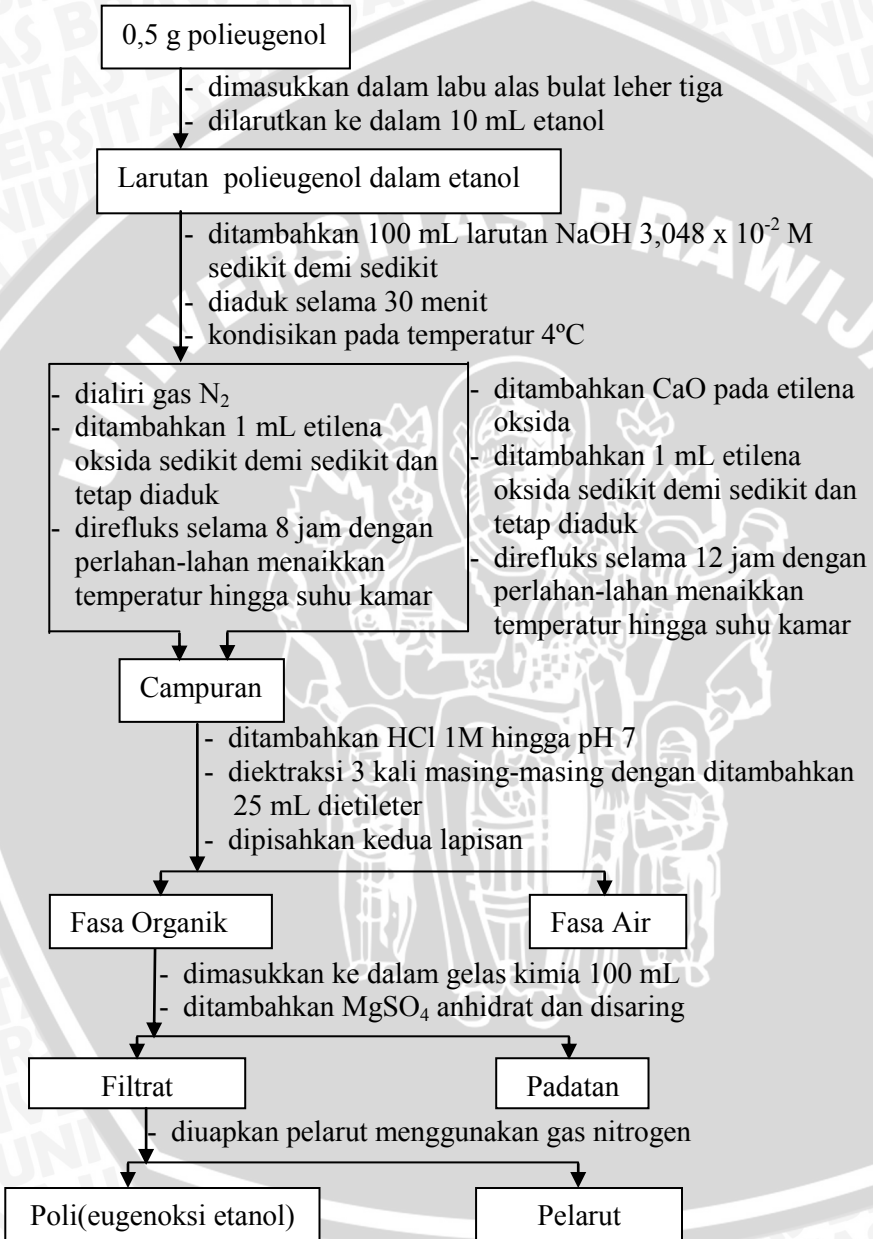 0,5 g polieugenol
- dimasukkan dalam labu alas bulat leher tiga
- dilarutkan ke dalam 10 mL etanol
Larutan polieugenol dalam etanol
- ditambahkan 100 mL larutan NaOH 3,048 x 10⁻² M
sedikit demi sedikit
- diaduk selama 30 menit
- kondisikan pada temperatur 4ºC
- dialiri gas N₂
- ditambahkan 1 mL etilena
oksida sedikit demi sedikit dan
tetap diaduk
- direfluks selama 8 jam dengan
perlahan-lahan menaikkan
temperatur hingga suhu kamar
- ditambahkan CaO pada etilena
oksida
- ditambahkan 1 mL etilena
oksida sedikit demi sedikit dan
tetap diaduk
- direfluks selama 12 jam dengan
perlahan-lahan menaikkan
temperatur hingga suhu kamar
Campuran
- ditambahkan HCl 1M hingga pH 7
- diektraksi 3 kali masing-masing dengan ditambahkan
25 mL dietileter
- dipisahkan kedua lapisan
Fasa Organik
Fasa Air
- dimasukkan ke dalam gelas kimia 100 mL
- ditambahkan MgSO₄ anhidrat dan disaring
Filtrat
Padatan
- diuapkan pelarut menggunakan gas nitrogen
Poli(eugenoksi etanol)
Pelarut
UNIVERSITAS BRAWIJA